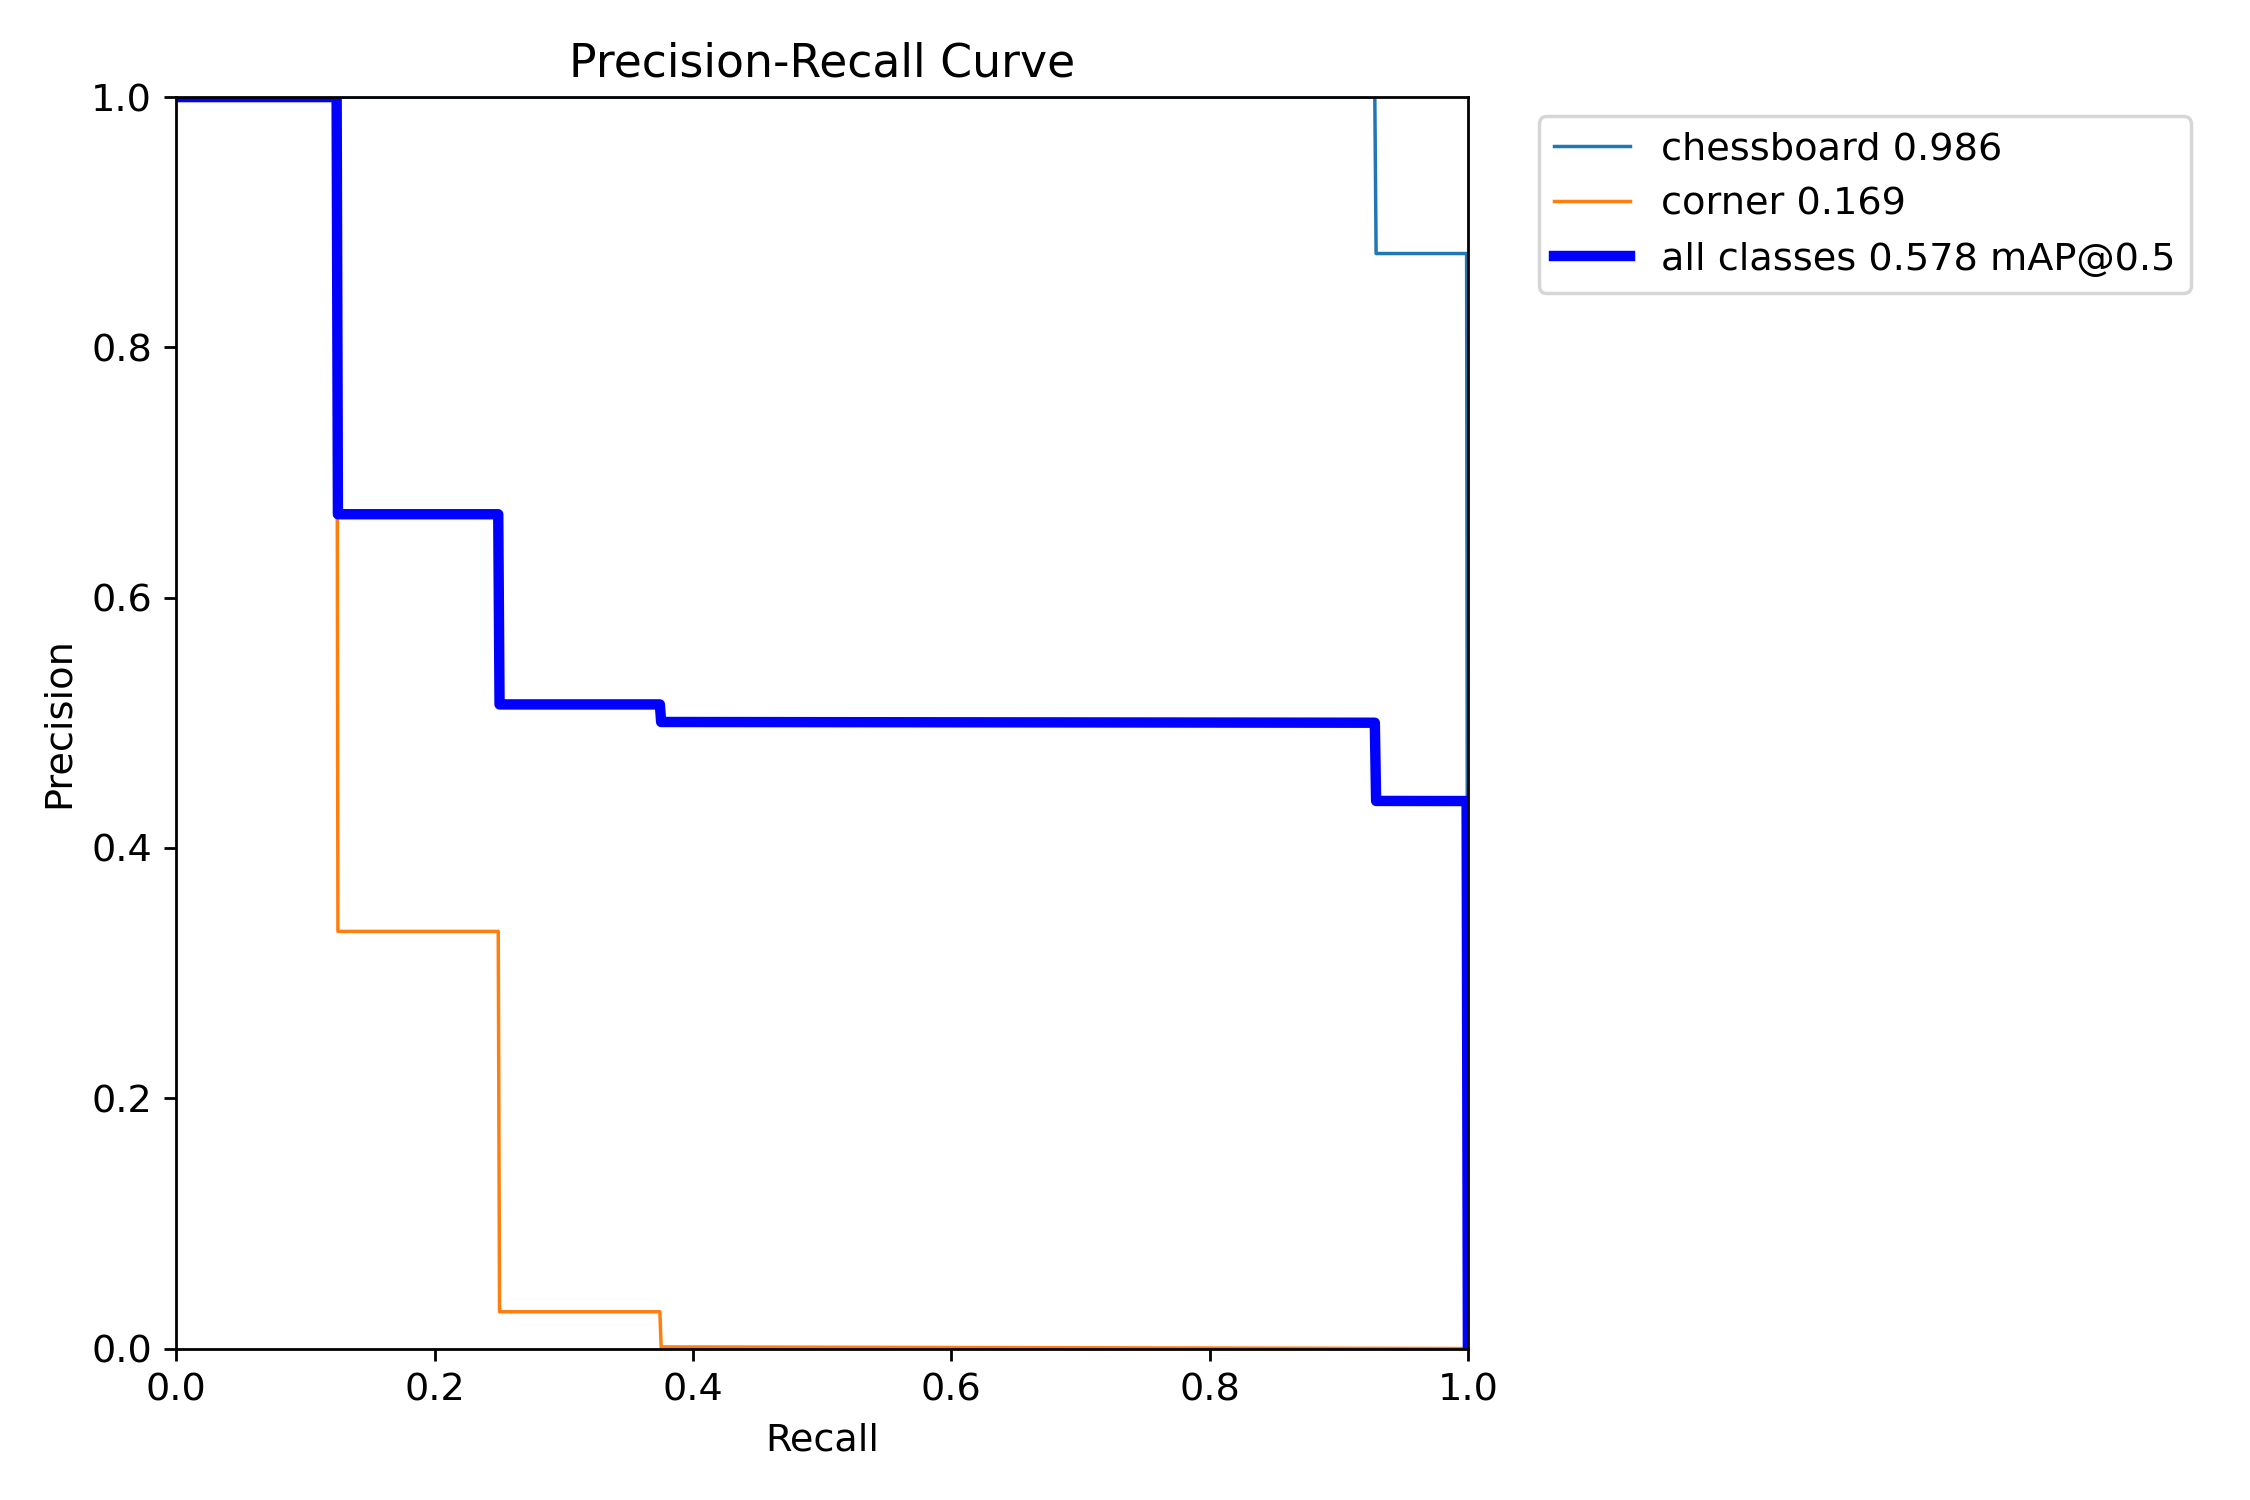 Precision-Recall Curve
1.0
0.8
0.6
0.4
0.2
0.0
Precision
0.0 0.2 0.4 0.6 0.8 1.0
Recall
chessboard 0.986
corner 0.169
all classes 0.578 mAP@0.5